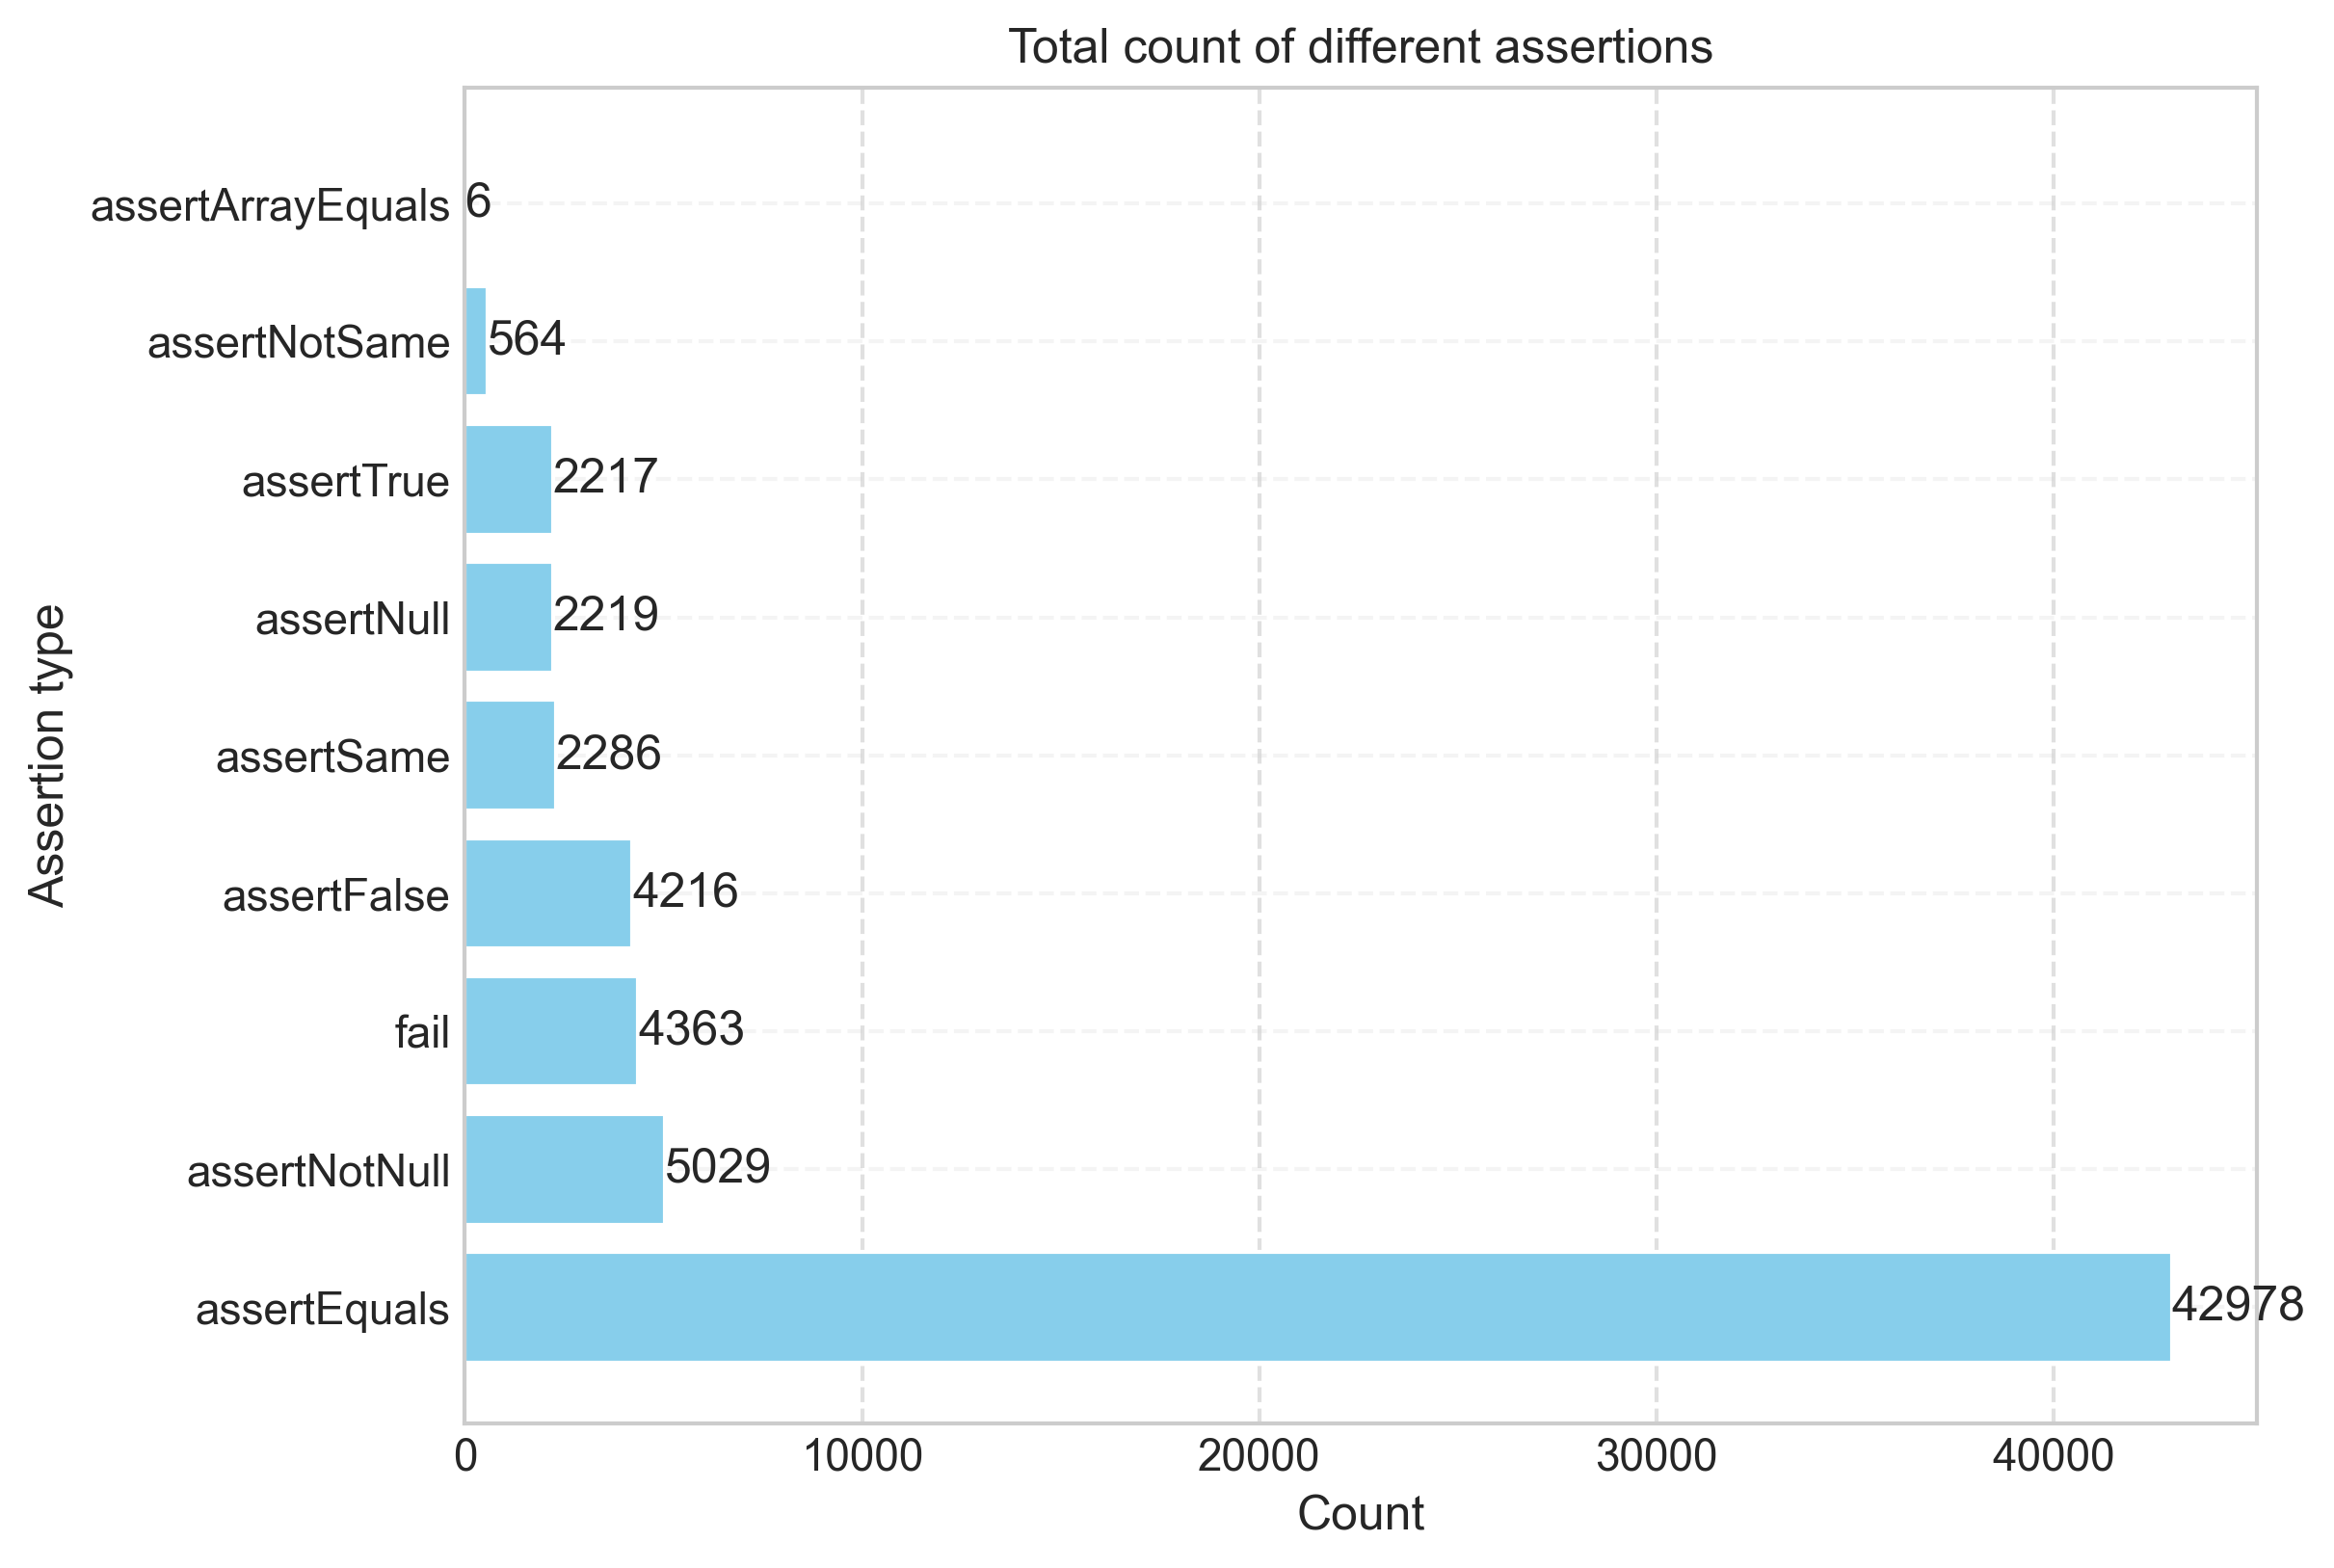 Total count of different assertions
assertArrayEquals 6
assertNotSame 564
assertTrue 2217
assertNull 2219
assertSame 2286
assertFalse 4216
fail 4363
assertNotNull 5029
assertEquals 42978
Assertion type
0 10000 20000 30000 40000
Count